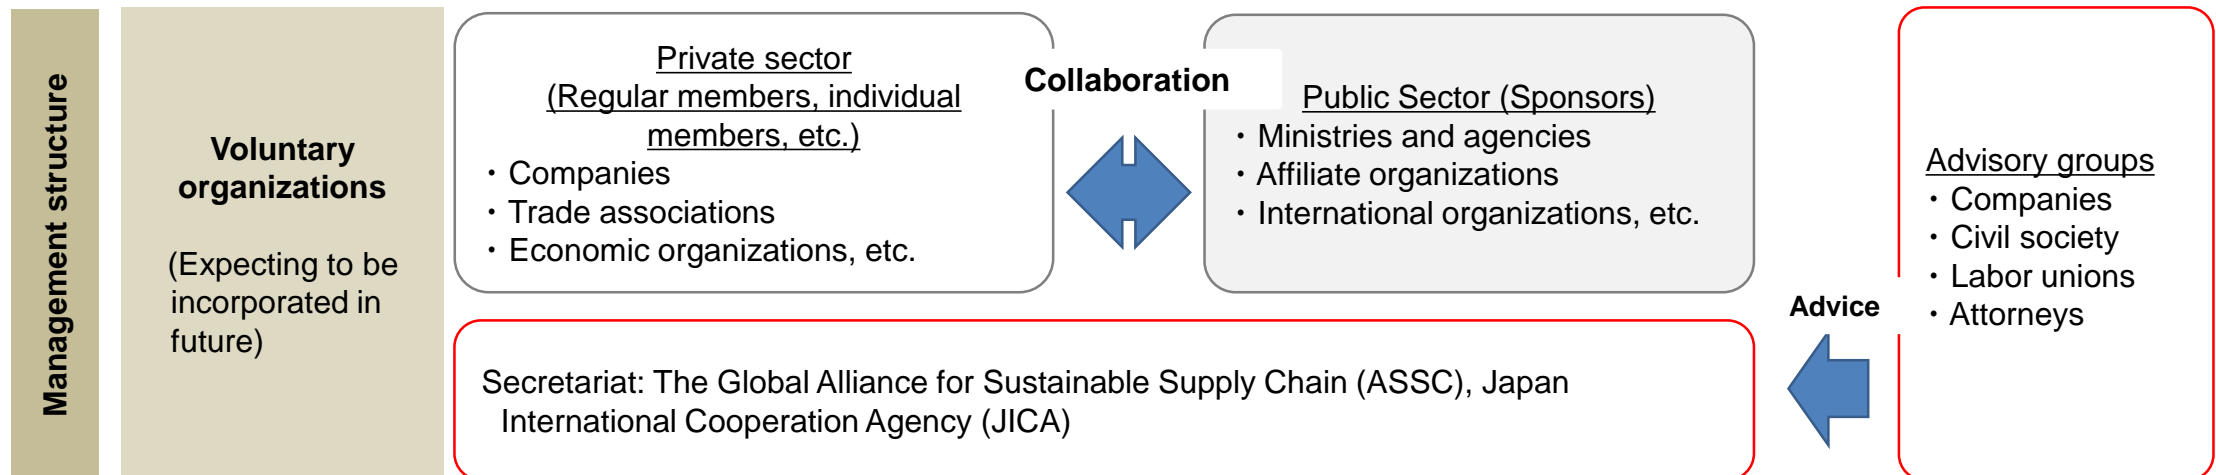 Management structure
Voluntary
organizations
(Expecting to be
incorporated in
future)
Private sector
(Regular members, individual
members, etc.)
・Companies
・Trade associations
・Economic organizations, etc.
Collaboration
Public Sector (Sponsors)
・Ministries and agencies
・Affiliate organizations
・International organizations, etc.
Secretariat: The Global Alliance for Sustainable Supply Chain (ASSC), Japan
International Cooperation Agency (JICA)
Advice
Advisory groups
・Companies
・Civil society
・Labor unions
・Attorneys